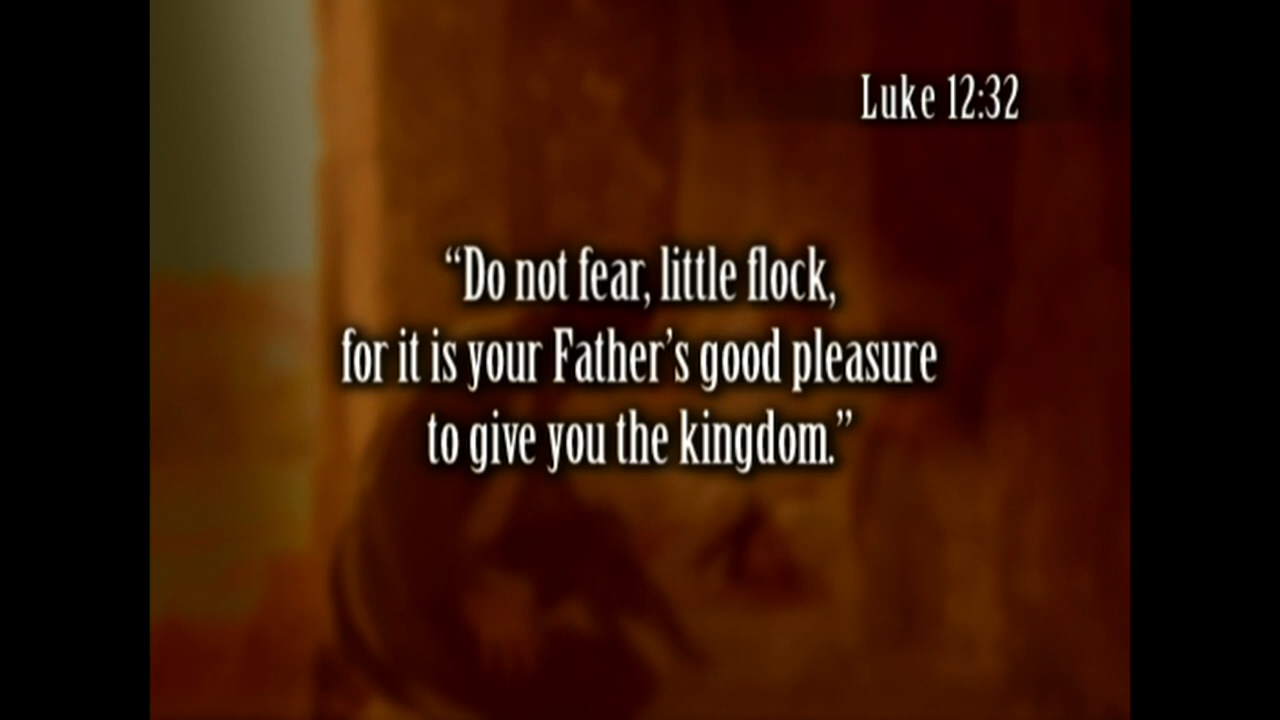 Luke 12:32
“Do not fear, little flock,
for it is your Father’s good pleasure
to give you the kingdom.”